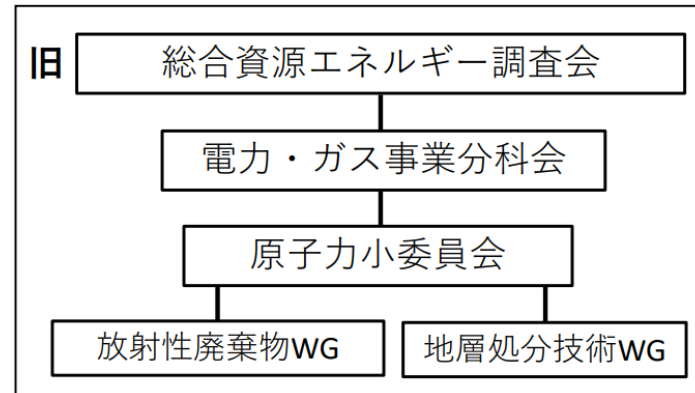 旧
総合資源エネルギー調査会
電力・ガス事業分科会
原子力小委員会
放射性廃棄物WG
地層処分技術WG